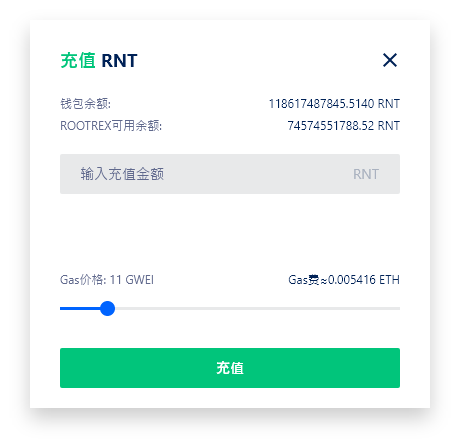 充值 RNT
钱包余额: 118617487845.5140 RNT
ROOTREX可用余额: 74574551788.52 RNT
输入充值金额 RNT
Gas价格: 11 GWEI Gas费≈0.005416 ETH
充值